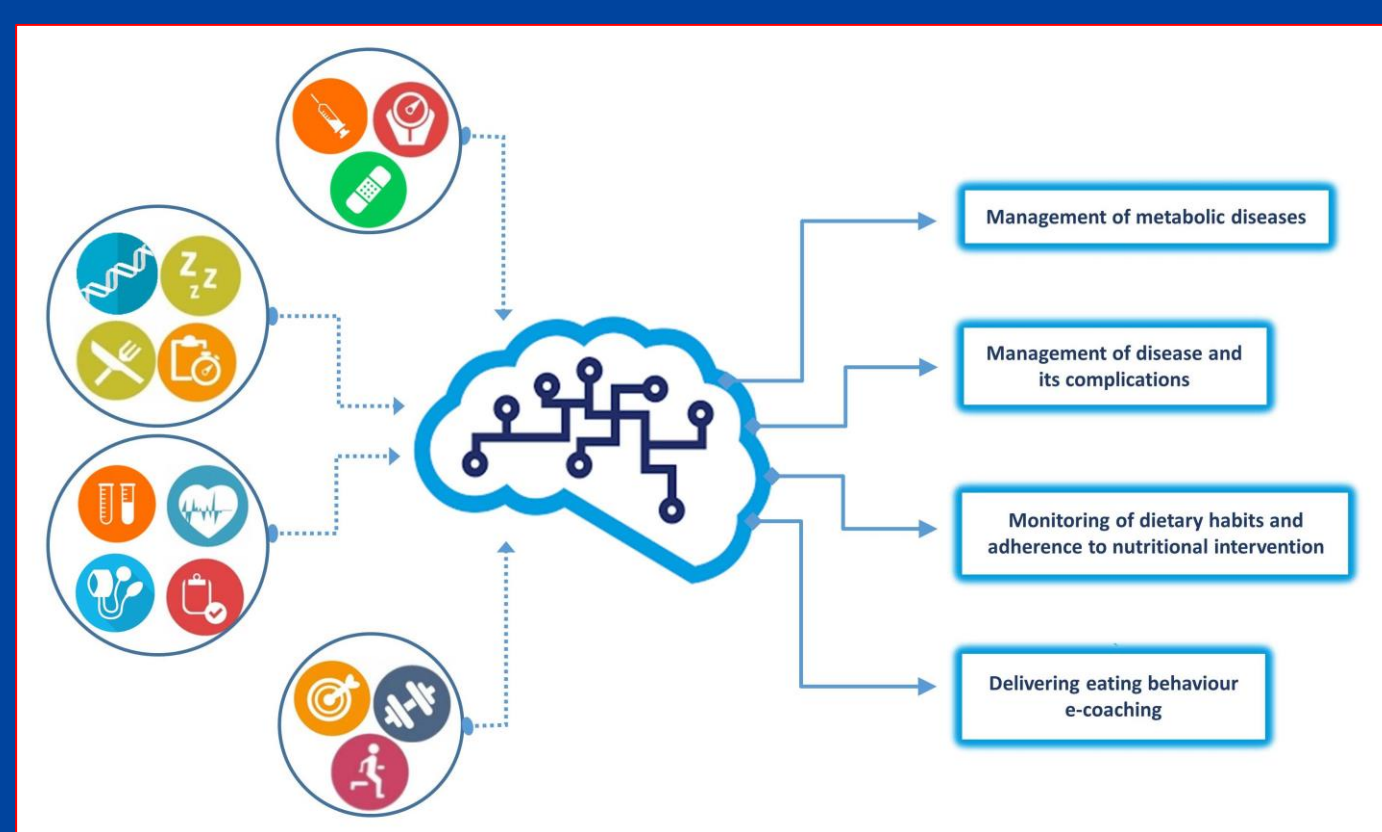 Z Z
z
Management of metabolic diseases
Management of disease and
its complications
Monitoring of dietary habits and
adherence to nutritional intervention
Delivering eating behaviour
e-coaching